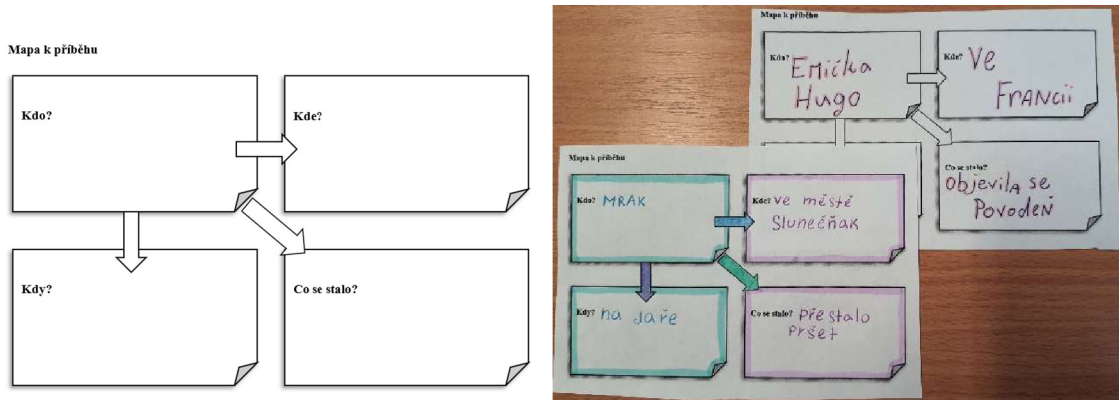 Mapa k příběhu
Kdo?
Kde?
Kdy?
Co se stalo?
Mapa k příběhu
Kdo? Emička
Hugo
Kde? Ve
FRANCii
Co se stalo?
Objevila se
Povodeň
Mapa k příběhu
Kdo? MRAK
Kde? Ve městě
Slunečňak
Kdy? na Jaře
Co se stalo? Přestalo
Pršet